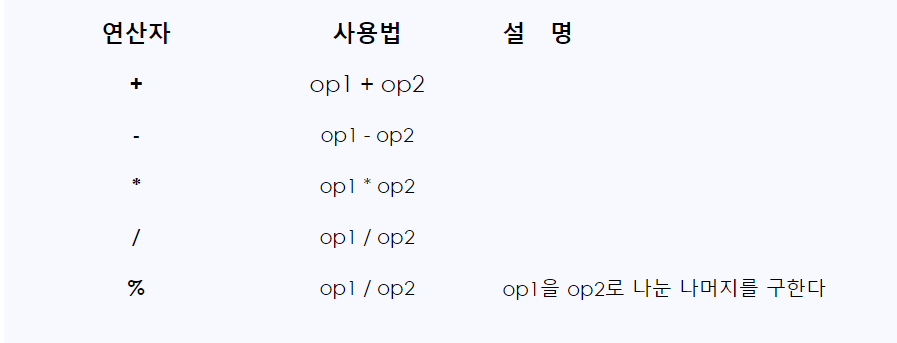 연산자 사용법 설 명
+ op1 + op2
- op1 - op2
* op1 * op2
/ op1 / op2
% op1 / op2 op1을 op2로 나눈 나머지를 구한다